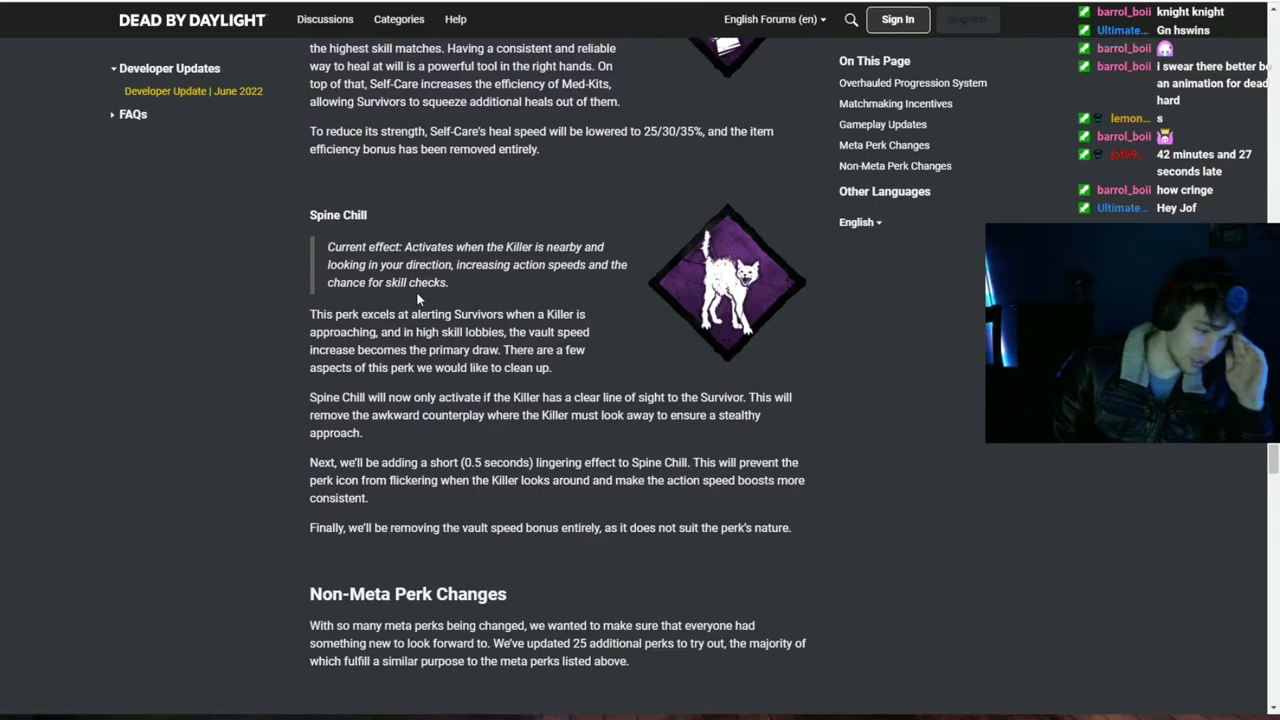 DEAD BY DAYLIGHT
Discussions
Categories
Help
English Forums (en)
Sign In
Register
Developer Updates
Developer Update | June 2022
FAQs
the highest skill matches. Having a consistent and reliable
way to heal at will is a powerful tool in the right hands. On
top of that, Self-Care increases the efficiency of Med-Kits,
allowing Survivors to squeeze additional heals out of them.
To reduce its strength, Self-Care's heal speed will be lowered to 25/30/35%, and the item
efficiency bonus has been removed entirely.
Spine Chill
Current effect: Activates when the Killer is nearby and
looking in your direction, increasing action speeds and the
chance for skill checks.
This perk excels at alerting Survivors when a Killer is
approaching, and in high skill lobbies, the vault speed
increase becomes the primary draw. There are a few
aspects of this perk we would like to clean up.
Spine Chill will now only activate if the Killer has a clear line of sight to the Survivor. This will
remove the awkward counterplay where the Killer must look away to ensure a stealthy
approach.
Next, we'll be adding a short (0.5 seconds) lingering effect to Spine Chill. This will prevent the
perk icon from flickering when the Killer looks around and make the action speed boosts more
consistent.
Finally, we'll be removing the vault speed bonus entirely, as it does not suit the perk's nature.
Non-Meta Perk Changes
With so many meta perks being changed, we wanted to make sure that everyone had
something new to look forward to. We've updated 25 additional perks to try out, the majority of
which fulfill a similar purpose to the meta perks listed above.
On This Page
Overhauled Progression System
Matchmaking Incentives
Gameplay Updates
Meta Perk Changes
Non-Meta Perk Changes
Other Languages
English
barrol_boii knight knight
Ultimate... Gn hswins
barrol_boii
barrol_boii i swear there better be
an animation for dead
hard
lemon... s
barrol_boii
jof69... 42 minutes and 27
seconds late
barrol_boii how cringe
Ultimate... Hey Jof